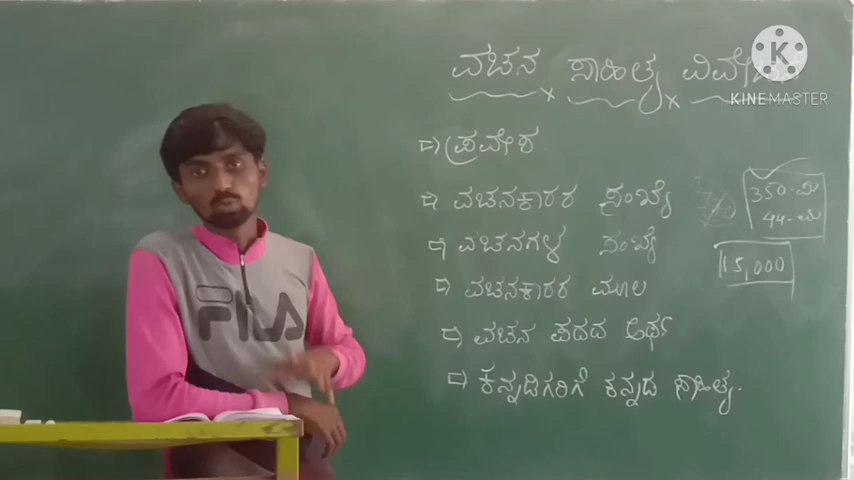 ವಚನ ಸಾಹಿತ್ಯ
KINEMASTER
⇒ ಪ್ರವೇಶ
⇒ ವಚನಕಾರರ ಸಂಖ್ಯೆ
350-ಮ
44-ಮ
⇒ ವಚನಗಳ ಸಂಖ್ಯೆ
15,000
⇒ ವಚನಕಾರರ ಮೂಲ
⇒ ವಚನ ಪದದ ಅರ್ಥ
⇒ ಕನ್ನಡಿಗರಿಗೆ ಕನ್ನಡ ಸಾಹಿತ್ಯ.
FILA